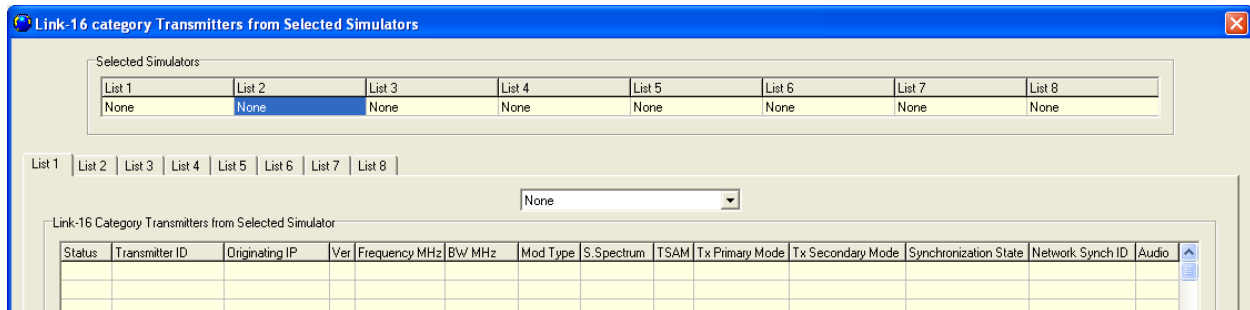 Link-16 category Transmitters from Selected Simulators
Selected Simulators
List 1 List 2 List 3 List 4 List 5 List 6 List 7 List 8
None None None None None None None None
List 1 List 2 List 3 List 4 List 5 List 6 List 7 List 8
None
Link-16 Category Transmitters from Selected Simulator
Status Transmitter ID Originating IP Ver Frequency MHz BW MHz Mod Type S.Spectrum TSAM Tx Primary Mode Tx Secondary Mode Synchronization State Network Synch ID Audio